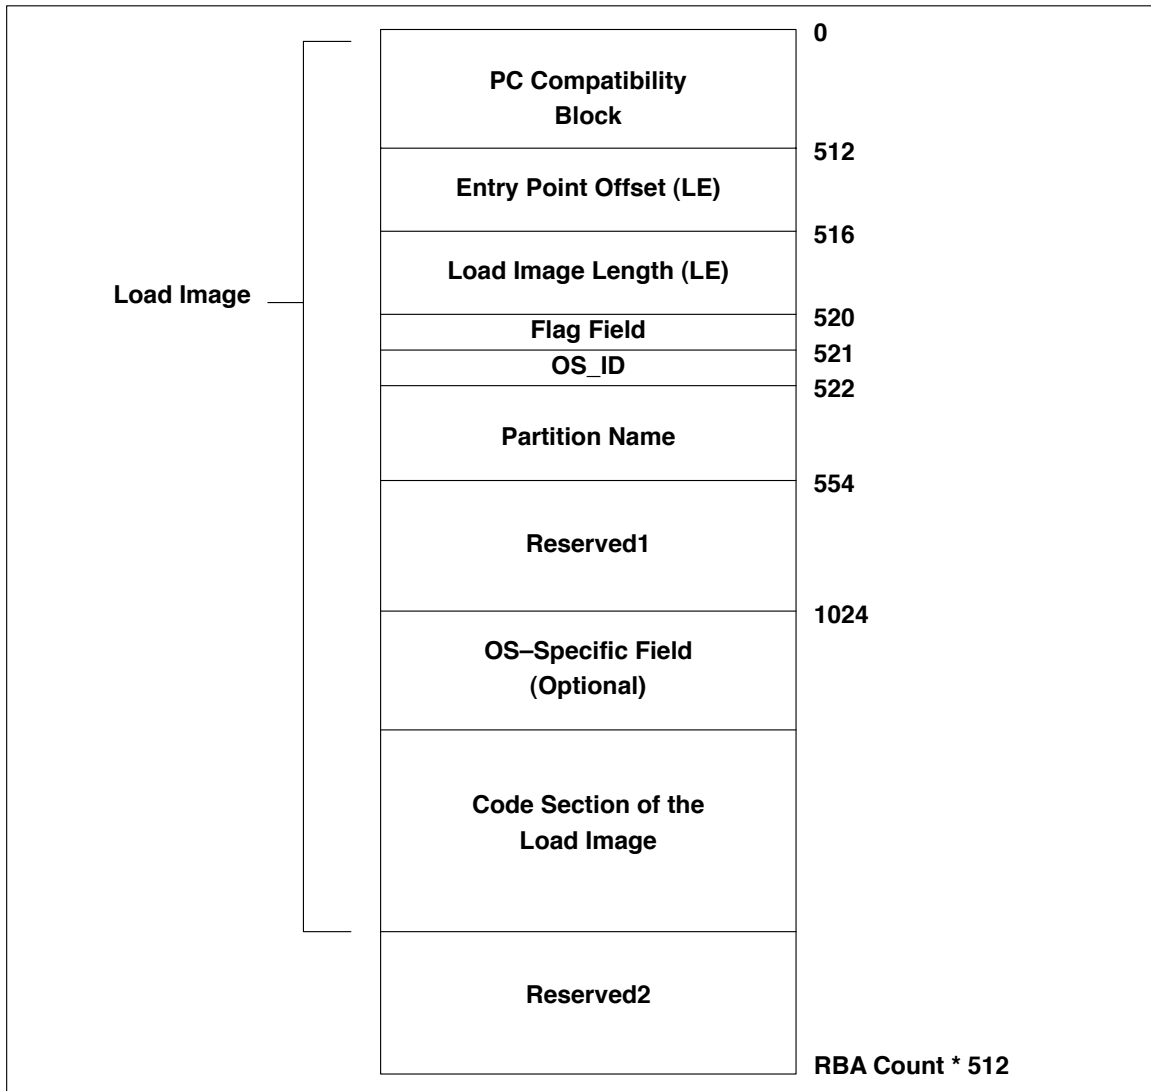 0
PC Compatibility
Block
512
Entry Point Offset (LE)
516
Load Image Length (LE)
Load Image
520
Flag Field
521
OS_ID
522
Partition Name
554
Reserved1
1024
OS–Specific Field
(Optional)
Code Section of the
Load Image
Reserved2
RBA Count * 512